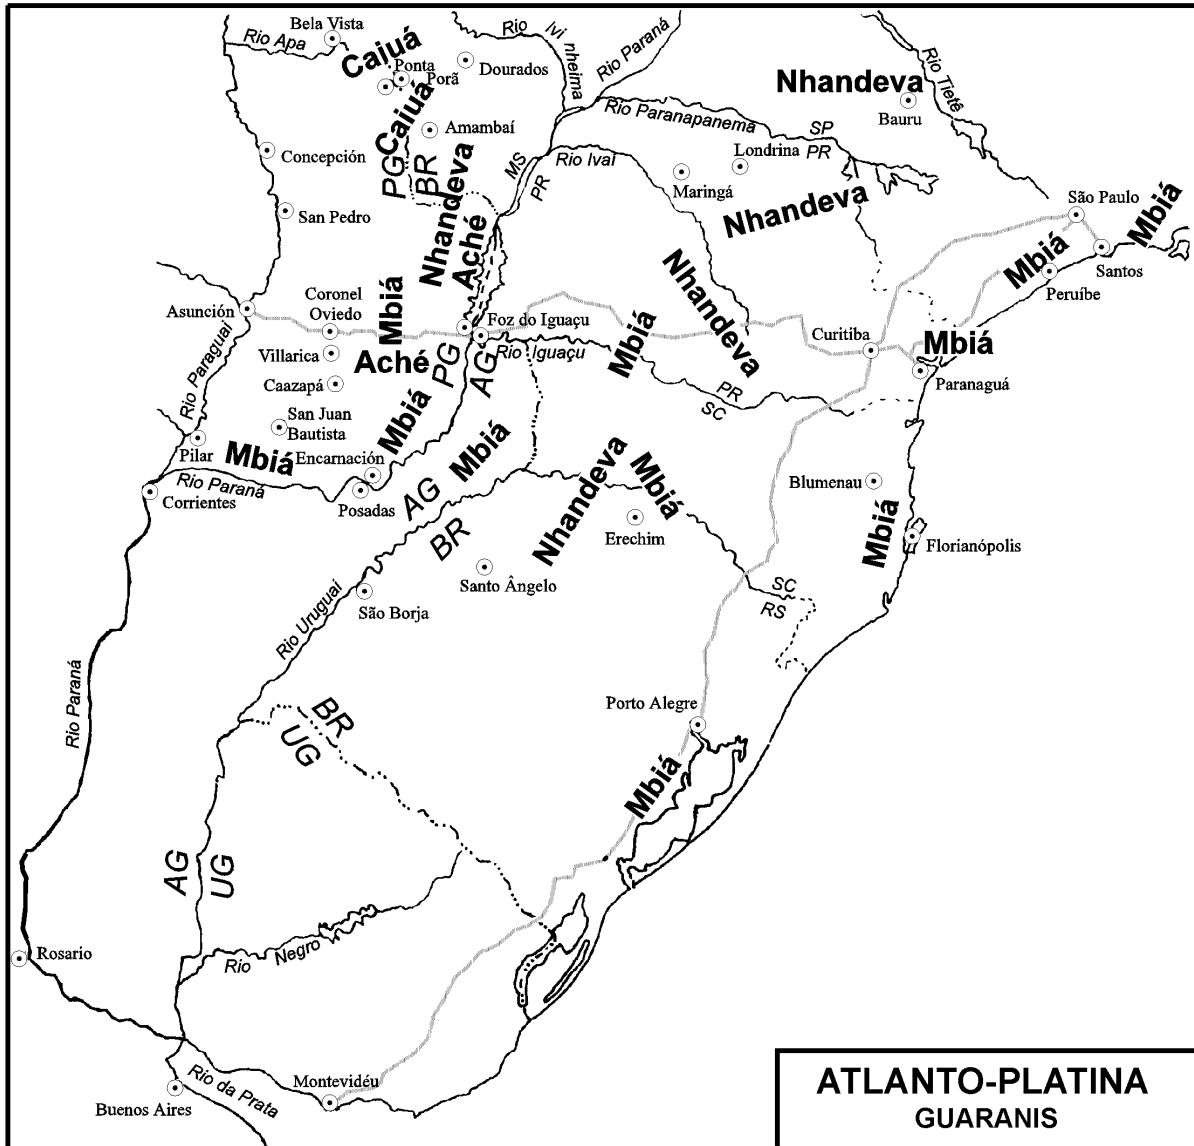 Bela Vista
Rio Apa
Caiuá
Ponta
Porã
Dourados
Rio Ivinheima
Rio Paraná
Nhandeva
Bauru
Rio Tietê
Caiuá
Amambaí
Rio Paranapanema
SP
PR
Concepción
PG
BR
MS
PR
Rio Ivaí
Londrina
Maringá
Nhandeva
Nhandeva
Aché
San Pedro
São Paulo
Mbiá
Mbiá
Santos
Peruíbe
Nhandeva
Asunción
Coronel
Oviedo
Mbiá
Foz do Iguaçu
Mbiá
Curitiba
Mbiá
Villarica
Aché
PG
AG
Rio Iguaçu
Paranaguá
Rio Paraguai
Caazapá
PR
SC
San Juan
Bautista
Mbiá
Pilar
Mbiá
Encarnación
Mbiá
Rio Paraná
Corrientes
Posadas
AG
BR
Nhandeva
Mbiá
Erechim
Blumenau
Mbiá
Florianópolis
Santo Ângelo
São Borja
Rio Uruguai
SC
RS
Rio Paraná
BR
UG
Porto Alegre
Mbiá
AG
UG
Rosario
Rio Negro
Rio da Prata
Buenos Aires
Montevidéu
ATLANTO-PLATINA
GUARANIS